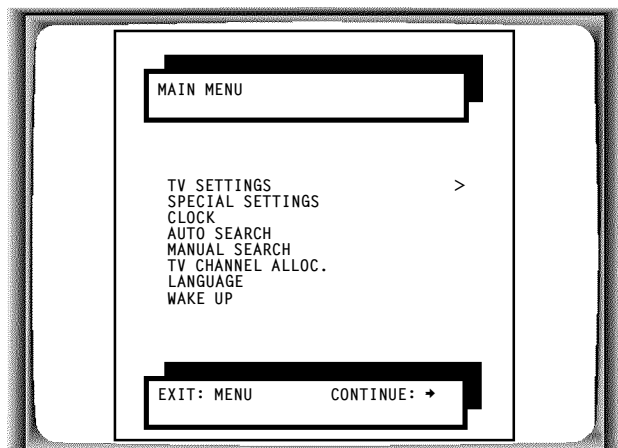 MAIN MENU
TV SETTINGS >
SPECIAL SETTINGS
CLOCK
AUTO SEARCH
MANUAL SEARCH
TV CHANNEL ALLOC.
LANGUAGE
WAKE UP
EXIT: MENU CONTINUE: →